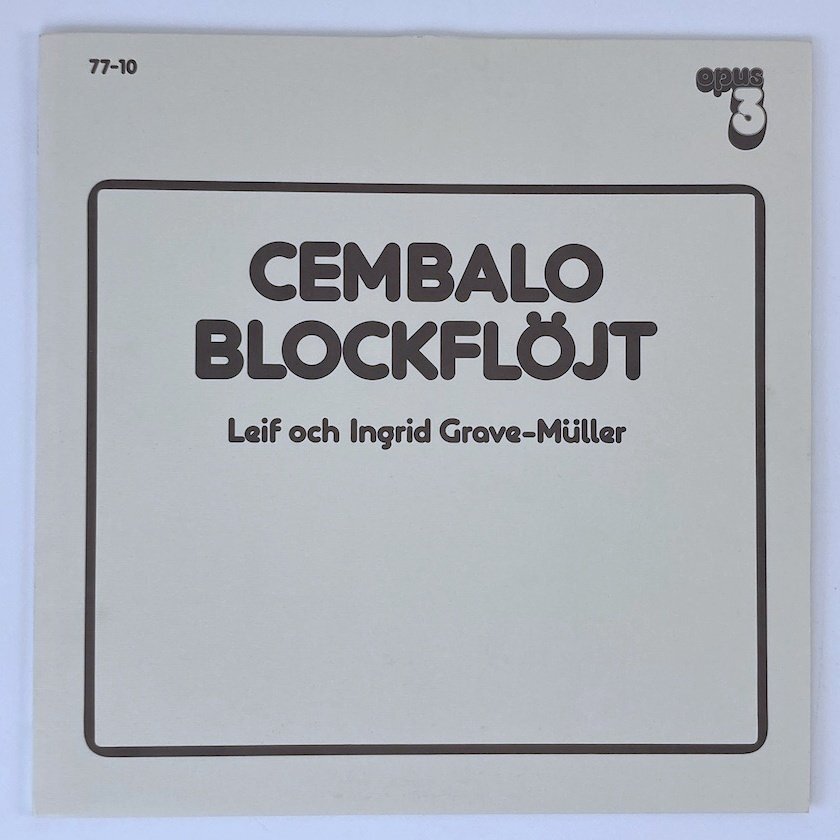 77-10
opus
3
CEMBALO
BLOCKFLÖJT
Leif och Ingrid Grave-Müller